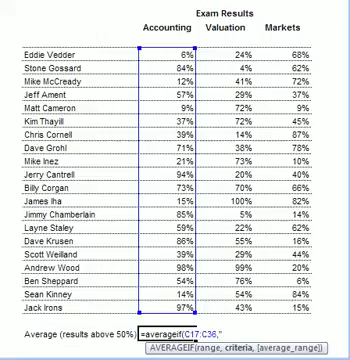 Exam Results
Accounting Valuation Markets
Eddie Vedder 6% 24% 68%
Stone Gossard 84% 4% 62%
Mike McCready 12% 41% 72%
Jeff Ament 57% 29% 37%
Matt Cameron 9% 72% 9%
Kim Thayill 37% 72% 45%
Chris Cornell 39% 14% 87%
Dave Grohl 71% 38% 78%
Mike Inez 21% 73% 10%
Jerry Cantrell 94% 20% 40%
Billy Corgan 73% 70% 66%
James Iha 15% 100% 82%
Jimmy Chamberlain 85% 5% 14%
Layne Staley 59% 22% 62%
Dave Krusen 86% 55% 16%
Scott Weilland 39% 29% 44%
Andrew Wood 98% 99% 20%
Ben Sheppard 54% 76% 6%
Sean Kinney 14% 54% 84%
Jack Irons 97% 43% 15%
Average (results above 50%) =averageif(C17:C36,"
AVERAGEIF(range, criteria, [average_range])